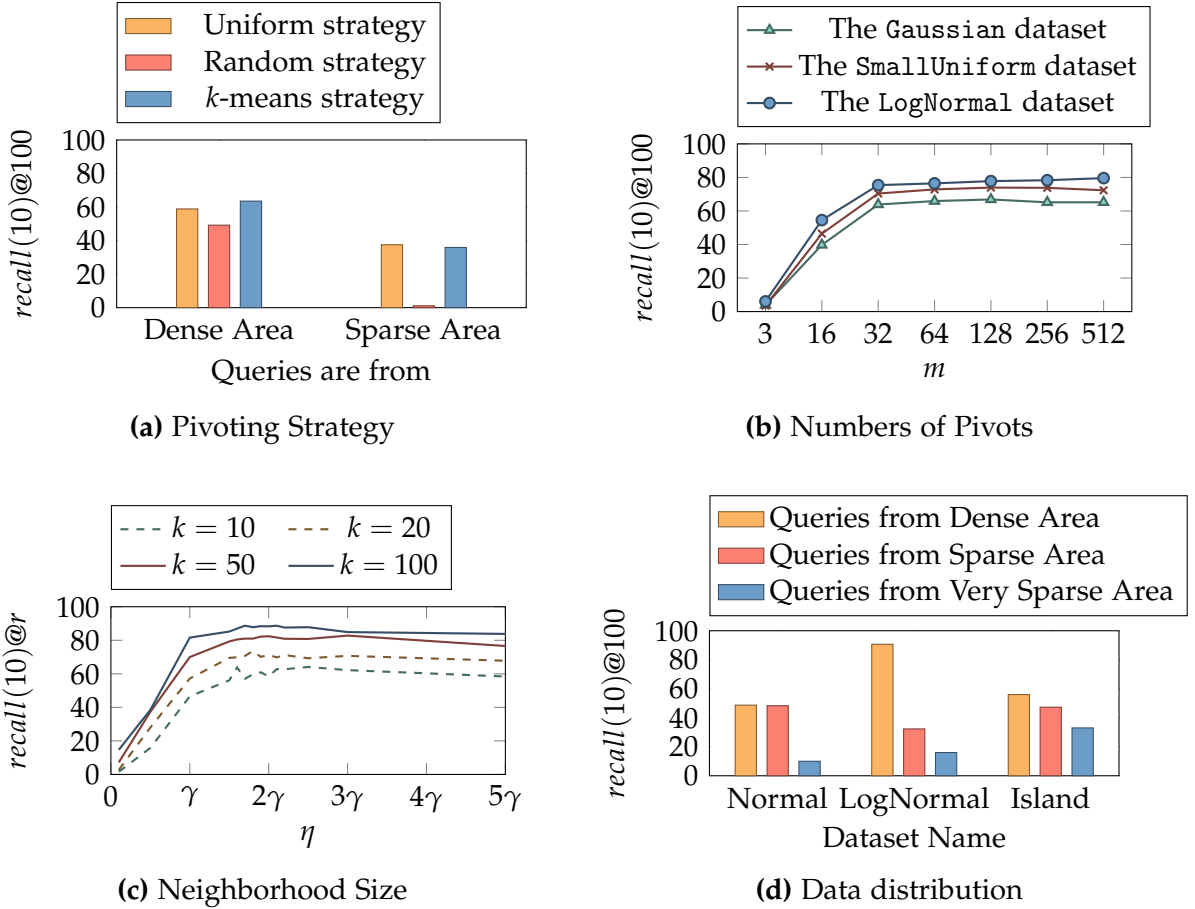 Uniform strategy
Random strategy
k-means strategy
recall(10)@100
100
80
60
40
20
0
Dense Area Sparse Area
Queries are from
(a) Pivoting Strategy
The Gaussian dataset
The SmallUniform dataset
The LogNormal dataset
recall(10)@100
100
80
60
40
20
0
3 16 32 64 128 256 512
m
(b) Numbers of Pivots
k = 10 k = 20
k = 50 k = 100
recall(10)@r
100
80
60
40
20
0
0 γ 2γ 3γ 4γ 5γ
η
(c) Neighborhood Size
Queries from Dense Area
Queries from Sparse Area
Queries from Very Sparse Area
recall(10)@100
100
80
60
40
20
0
Normal LogNormal Island
Dataset Name
(d) Data distribution